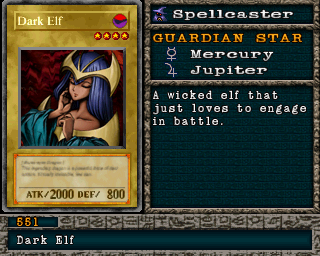 Dark Elf
ATK/2000 DEF/ 800
Spellcaster
GUARDIAN STAR
Mercury
Jupiter
A wicked elf that
just loves to engage
in battle.
551
Dark Elf